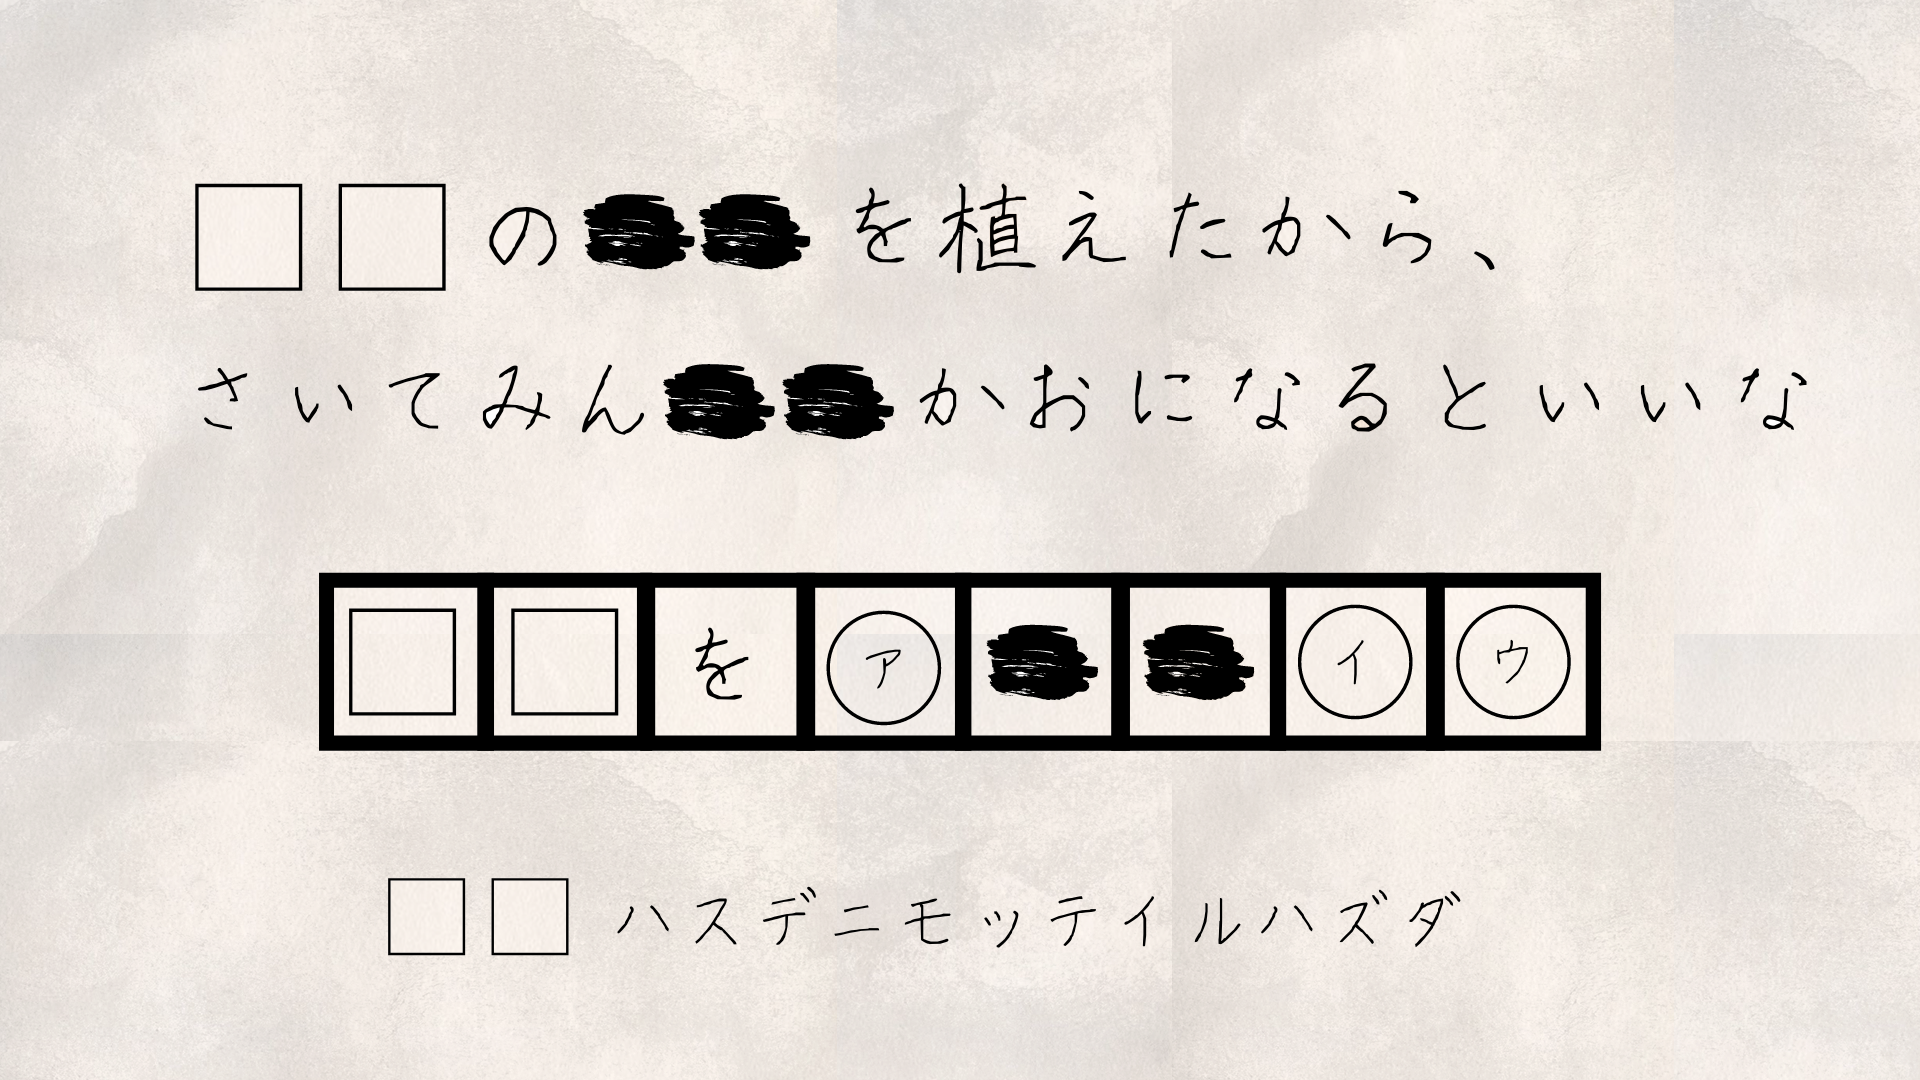 □□の を植えたから、
さいてみん かおになるといいな
□□を㋐ ㋑㋒
□□ハスデニモッテイルハズダ